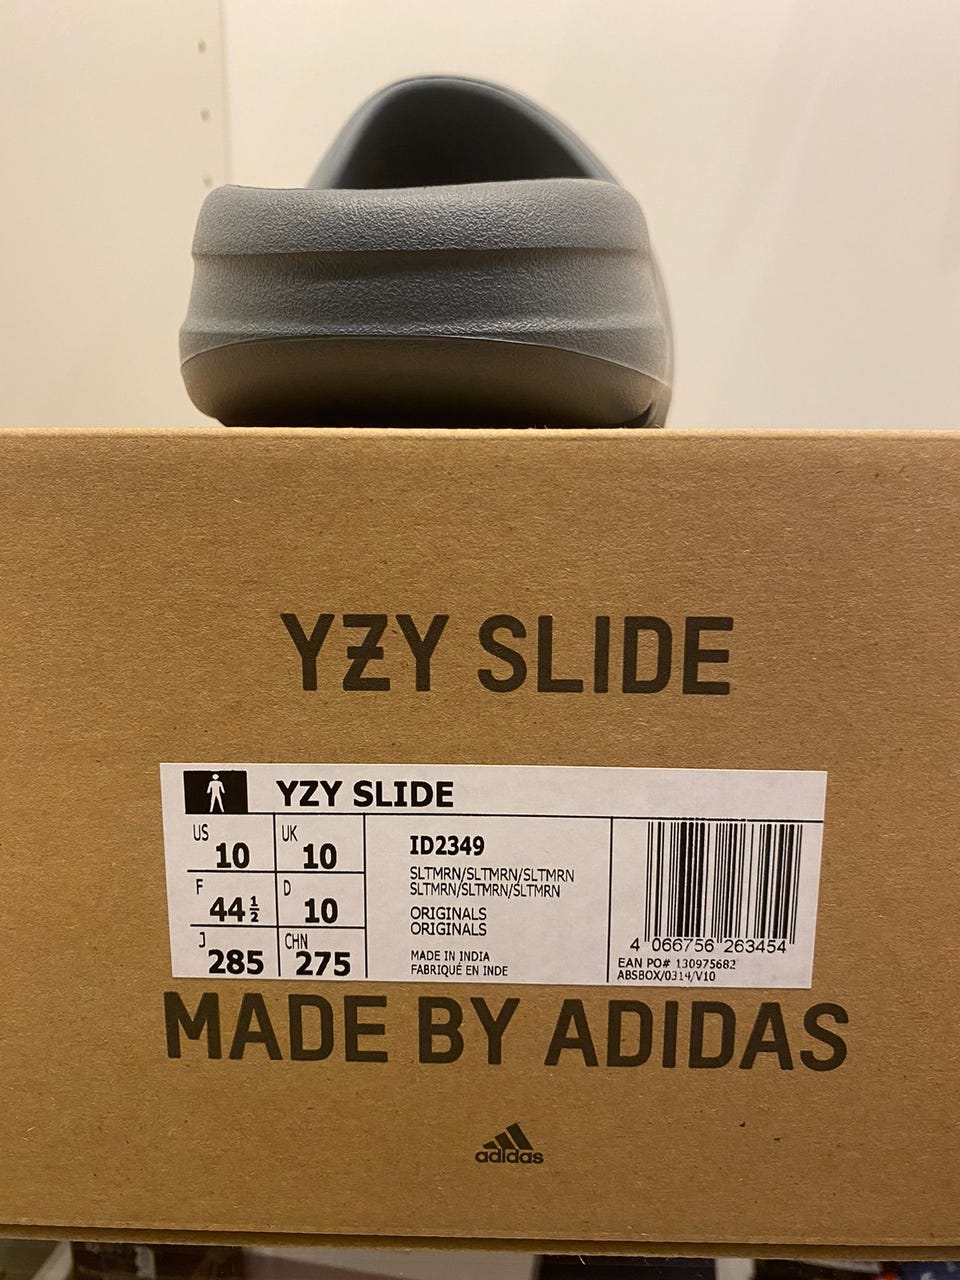 YZY SLIDE
YZY SLIDE
US 10 UK 10
F 44 1/2 D 10
J 285 CHN 275
ID2349
SLTMRN/SLTMRN/SLTMRN
SLTMRN/SLTMRN/SLTMRN
ORIGINALS
ORIGINALS
MADE IN INDIA
FABRIQUÉ EN INDE
4 066756 263454
EAN PO# 130975682
ABSBOX/0314/V10
MADE BY ADIDAS
adidas